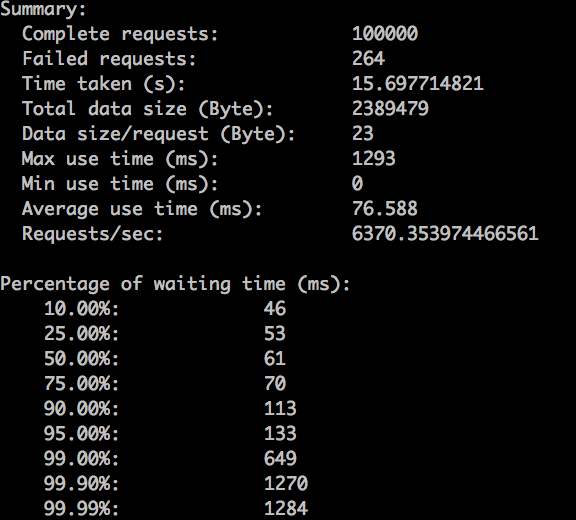 Summary:
Complete requests: 100000
Failed requests: 264
Time taken (s): 15.697714821
Total data size (Byte): 2389479
Data size/request (Byte): 23
Max use time (ms): 1293
Min use time (ms): 0
Average use time (ms): 76.588
Requests/sec: 6370.353974466561
Percentage of waiting time (ms):
10.00%: 46
25.00%: 53
50.00%: 61
75.00%: 70
90.00%: 113
95.00%: 133
99.00%: 649
99.90%: 1270
99.99%: 1284